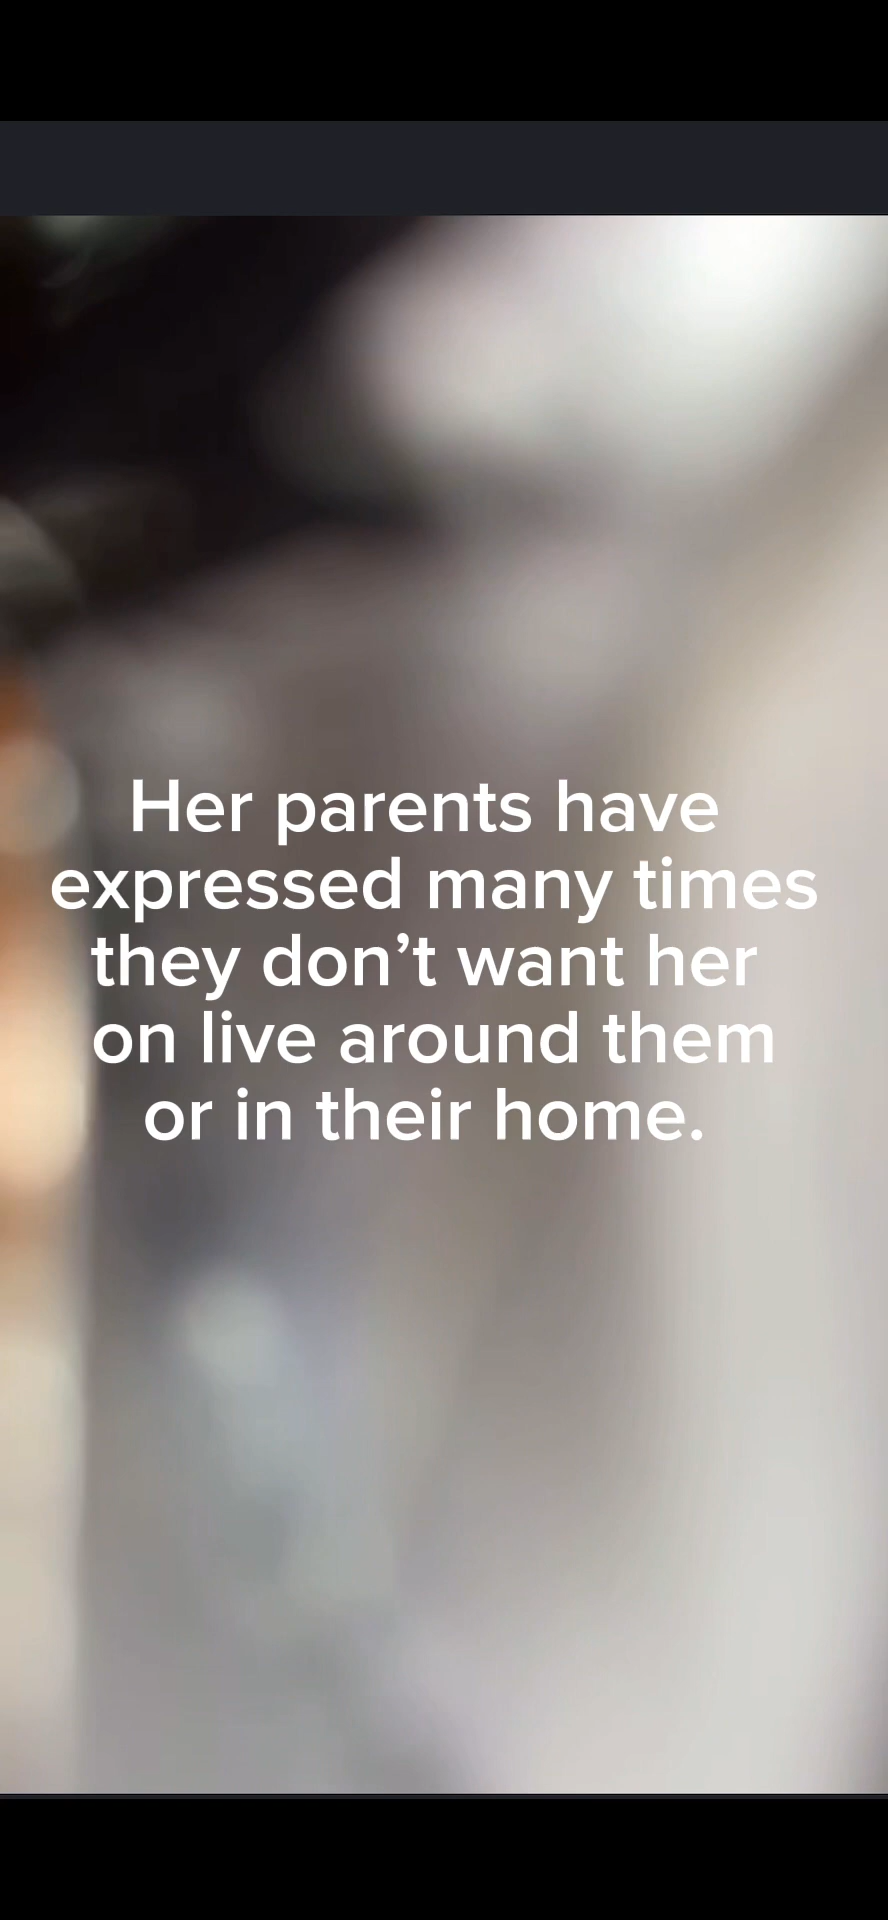 Her parents have
expressed many times
they don’t want her
on live around them
or in their home.